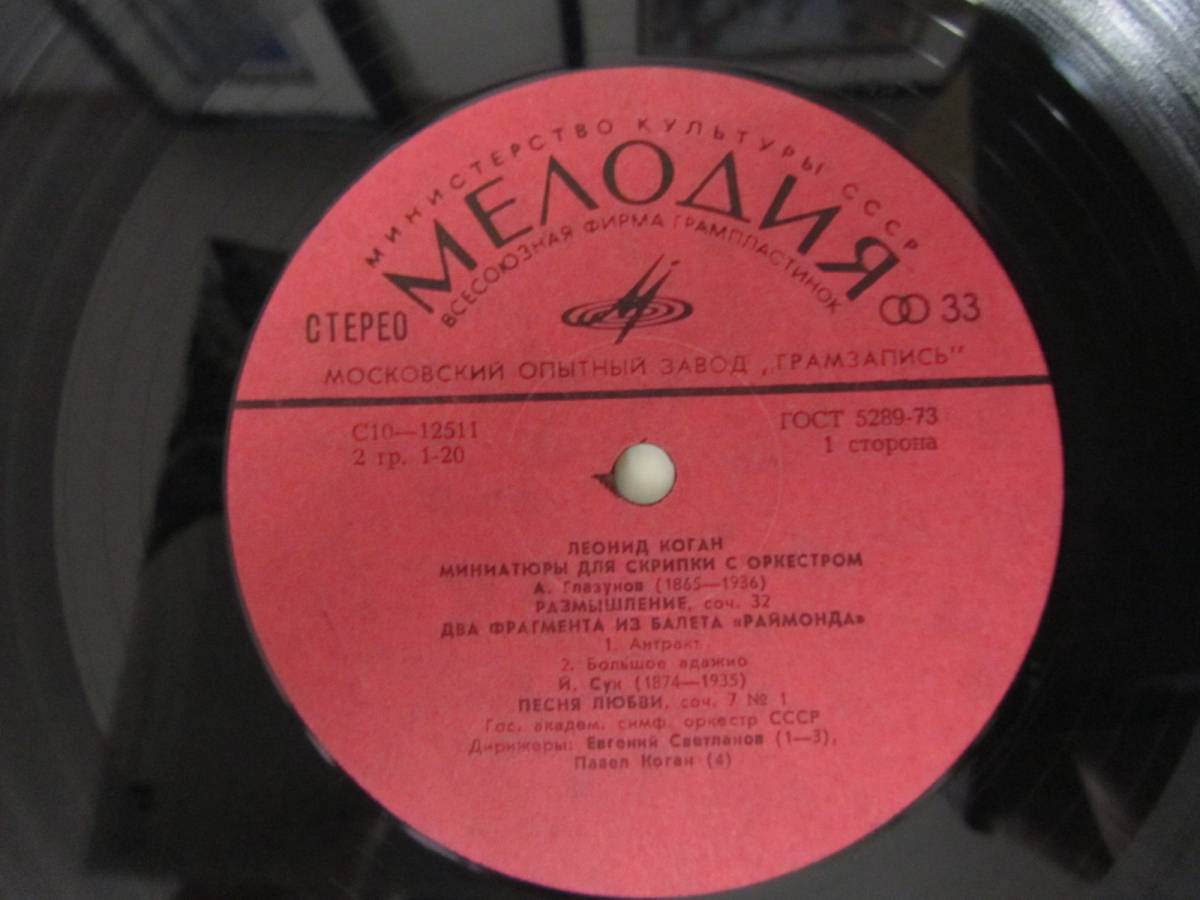 МИНИСТЕРСТВО КУЛЬТУРЫ СССР
МЕЛОДИЯ
ВСЕСОЮЗНАЯ ФИРМА ГРАМПЛАСТИНОК
СТЕРЕО
33
МОСКОВСКИЙ ОПЫТНЫЙ ЗАВОД „ГРАМЗАПИСЬ"
С10—12511
ГОСТ 5289-73
2 гр. 1-20
1 сторона
ЛЕОНИД КОГАН
МИНИАТЮРЫ ДЛЯ СКРИПКИ С ОРКЕСТРОМ
А. Глазунов (1865—1936)
РАЗМЫШЛЕНИЕ, соч. 32
ДВА ФРАГМЕНТА ИЗ БАЛЕТА «РАЙМОНДА»
1. Антракт
2. Большое адажио
Й. Сук (1874—1935)
ПЕСНЯ ЛЮБВИ, соч. 7 № 1
Гос. академ. симф. оркестр СССР
Дирижеры: Евгений Светланов (1—3),
Павел Коган (4)